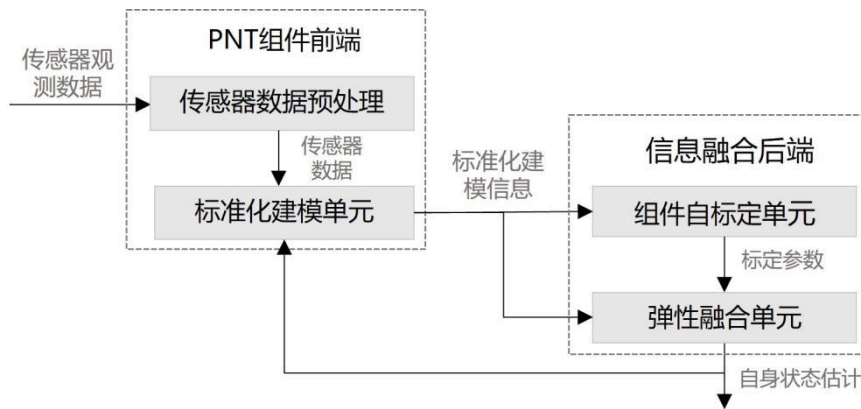 PNT组件前端
传感器观
测数据
传感器数据预处理
传感器
数据
标准化建模单元
标准化建
模信息
信息融合后端
组件自标定单元
标定参数
弹性融合单元
自身状态估计